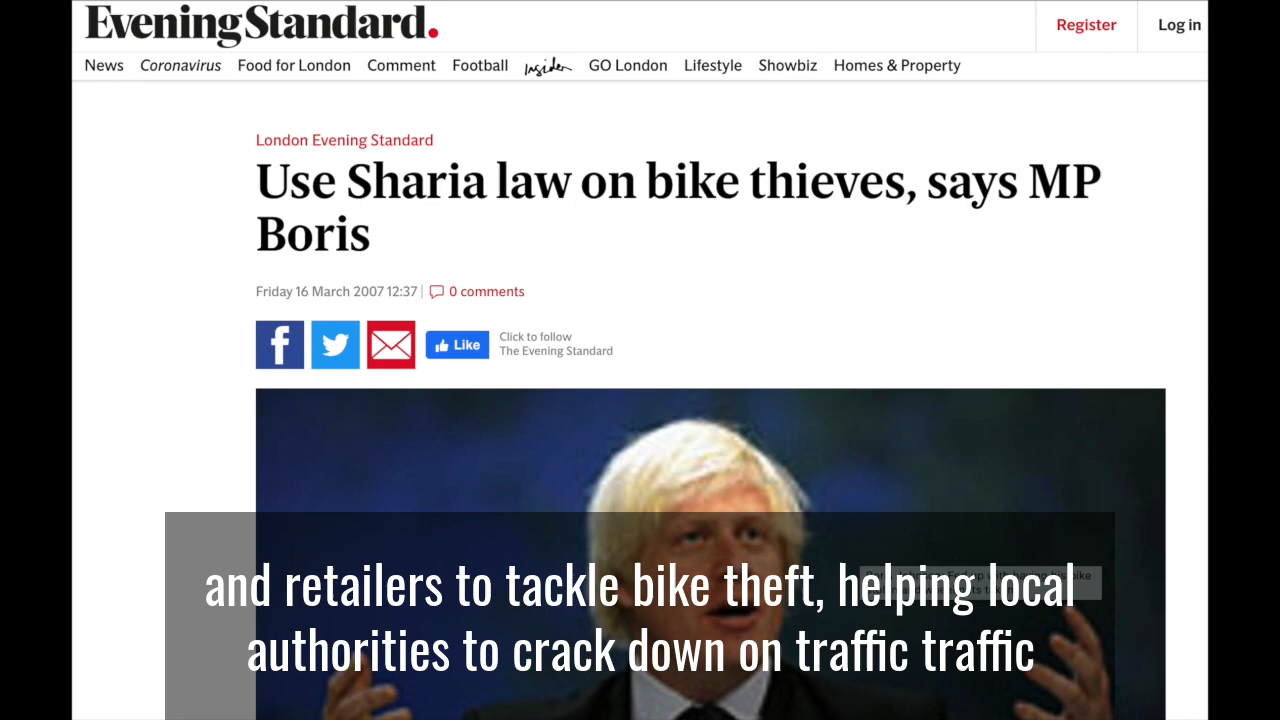 Evening Standard.
Register
Log in
News Coronavirus Food for London Comment Football Insider GO London Lifestyle Showbiz Homes & Property
London Evening Standard
Use Sharia law on bike thieves, says MP
Boris
Friday 16 March 2007 12:37 | 0 comments
f
Like
Click to follow
The Evening Standard
and retailers to tackle bike theft, helping local
authorities to crack down on traffic traffic